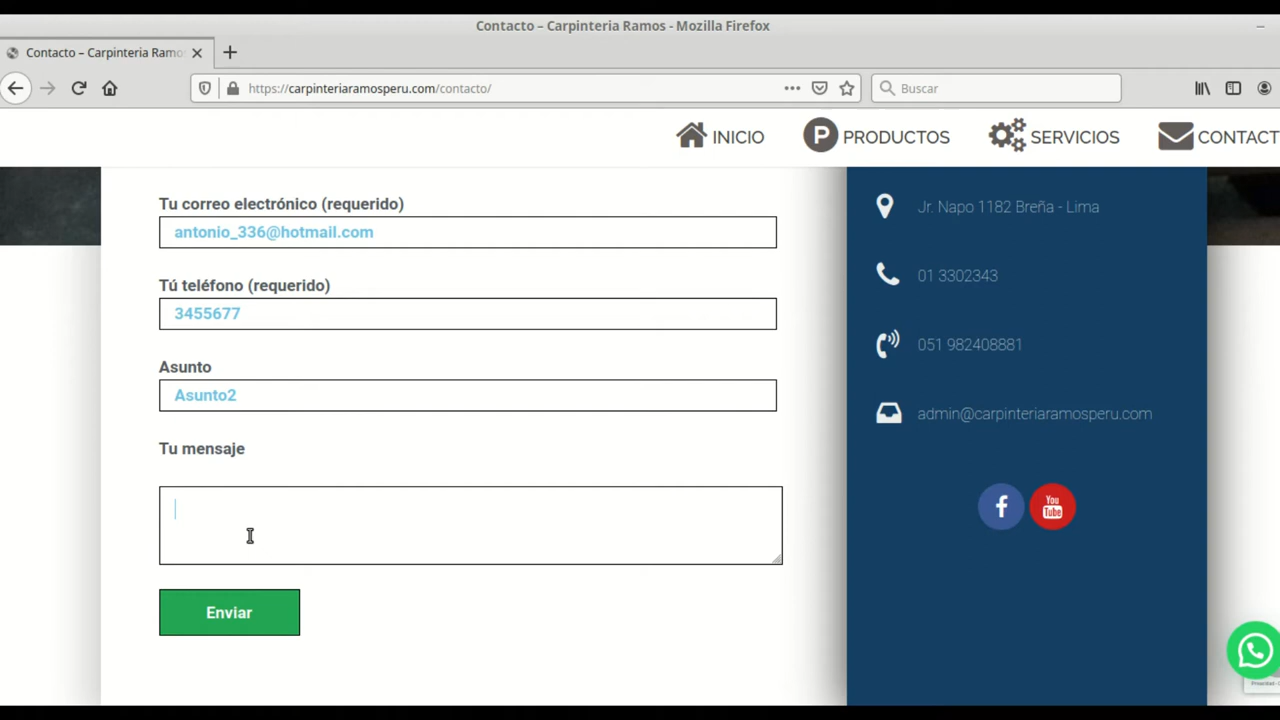 Contacto – Carpinteria Ramos - Mozilla Firefox
Contacto – Carpinteria Ramo
https://carpinteriaramosperu.com/contacto/
Buscar
INICIO
PRODUCTOS
SERVICIOS
CONTACT
Tu correo electrónico (requerido)
antonio_336@hotmail.com
Tú teléfono (requerido)
3455677
Asunto
Asunto2
Tu mensaje
Enviar
Jr. Napo 1182 Breña - Lima
01 3302343
051 982408881
admin@carpinteriaramosperu.com
You
Tube